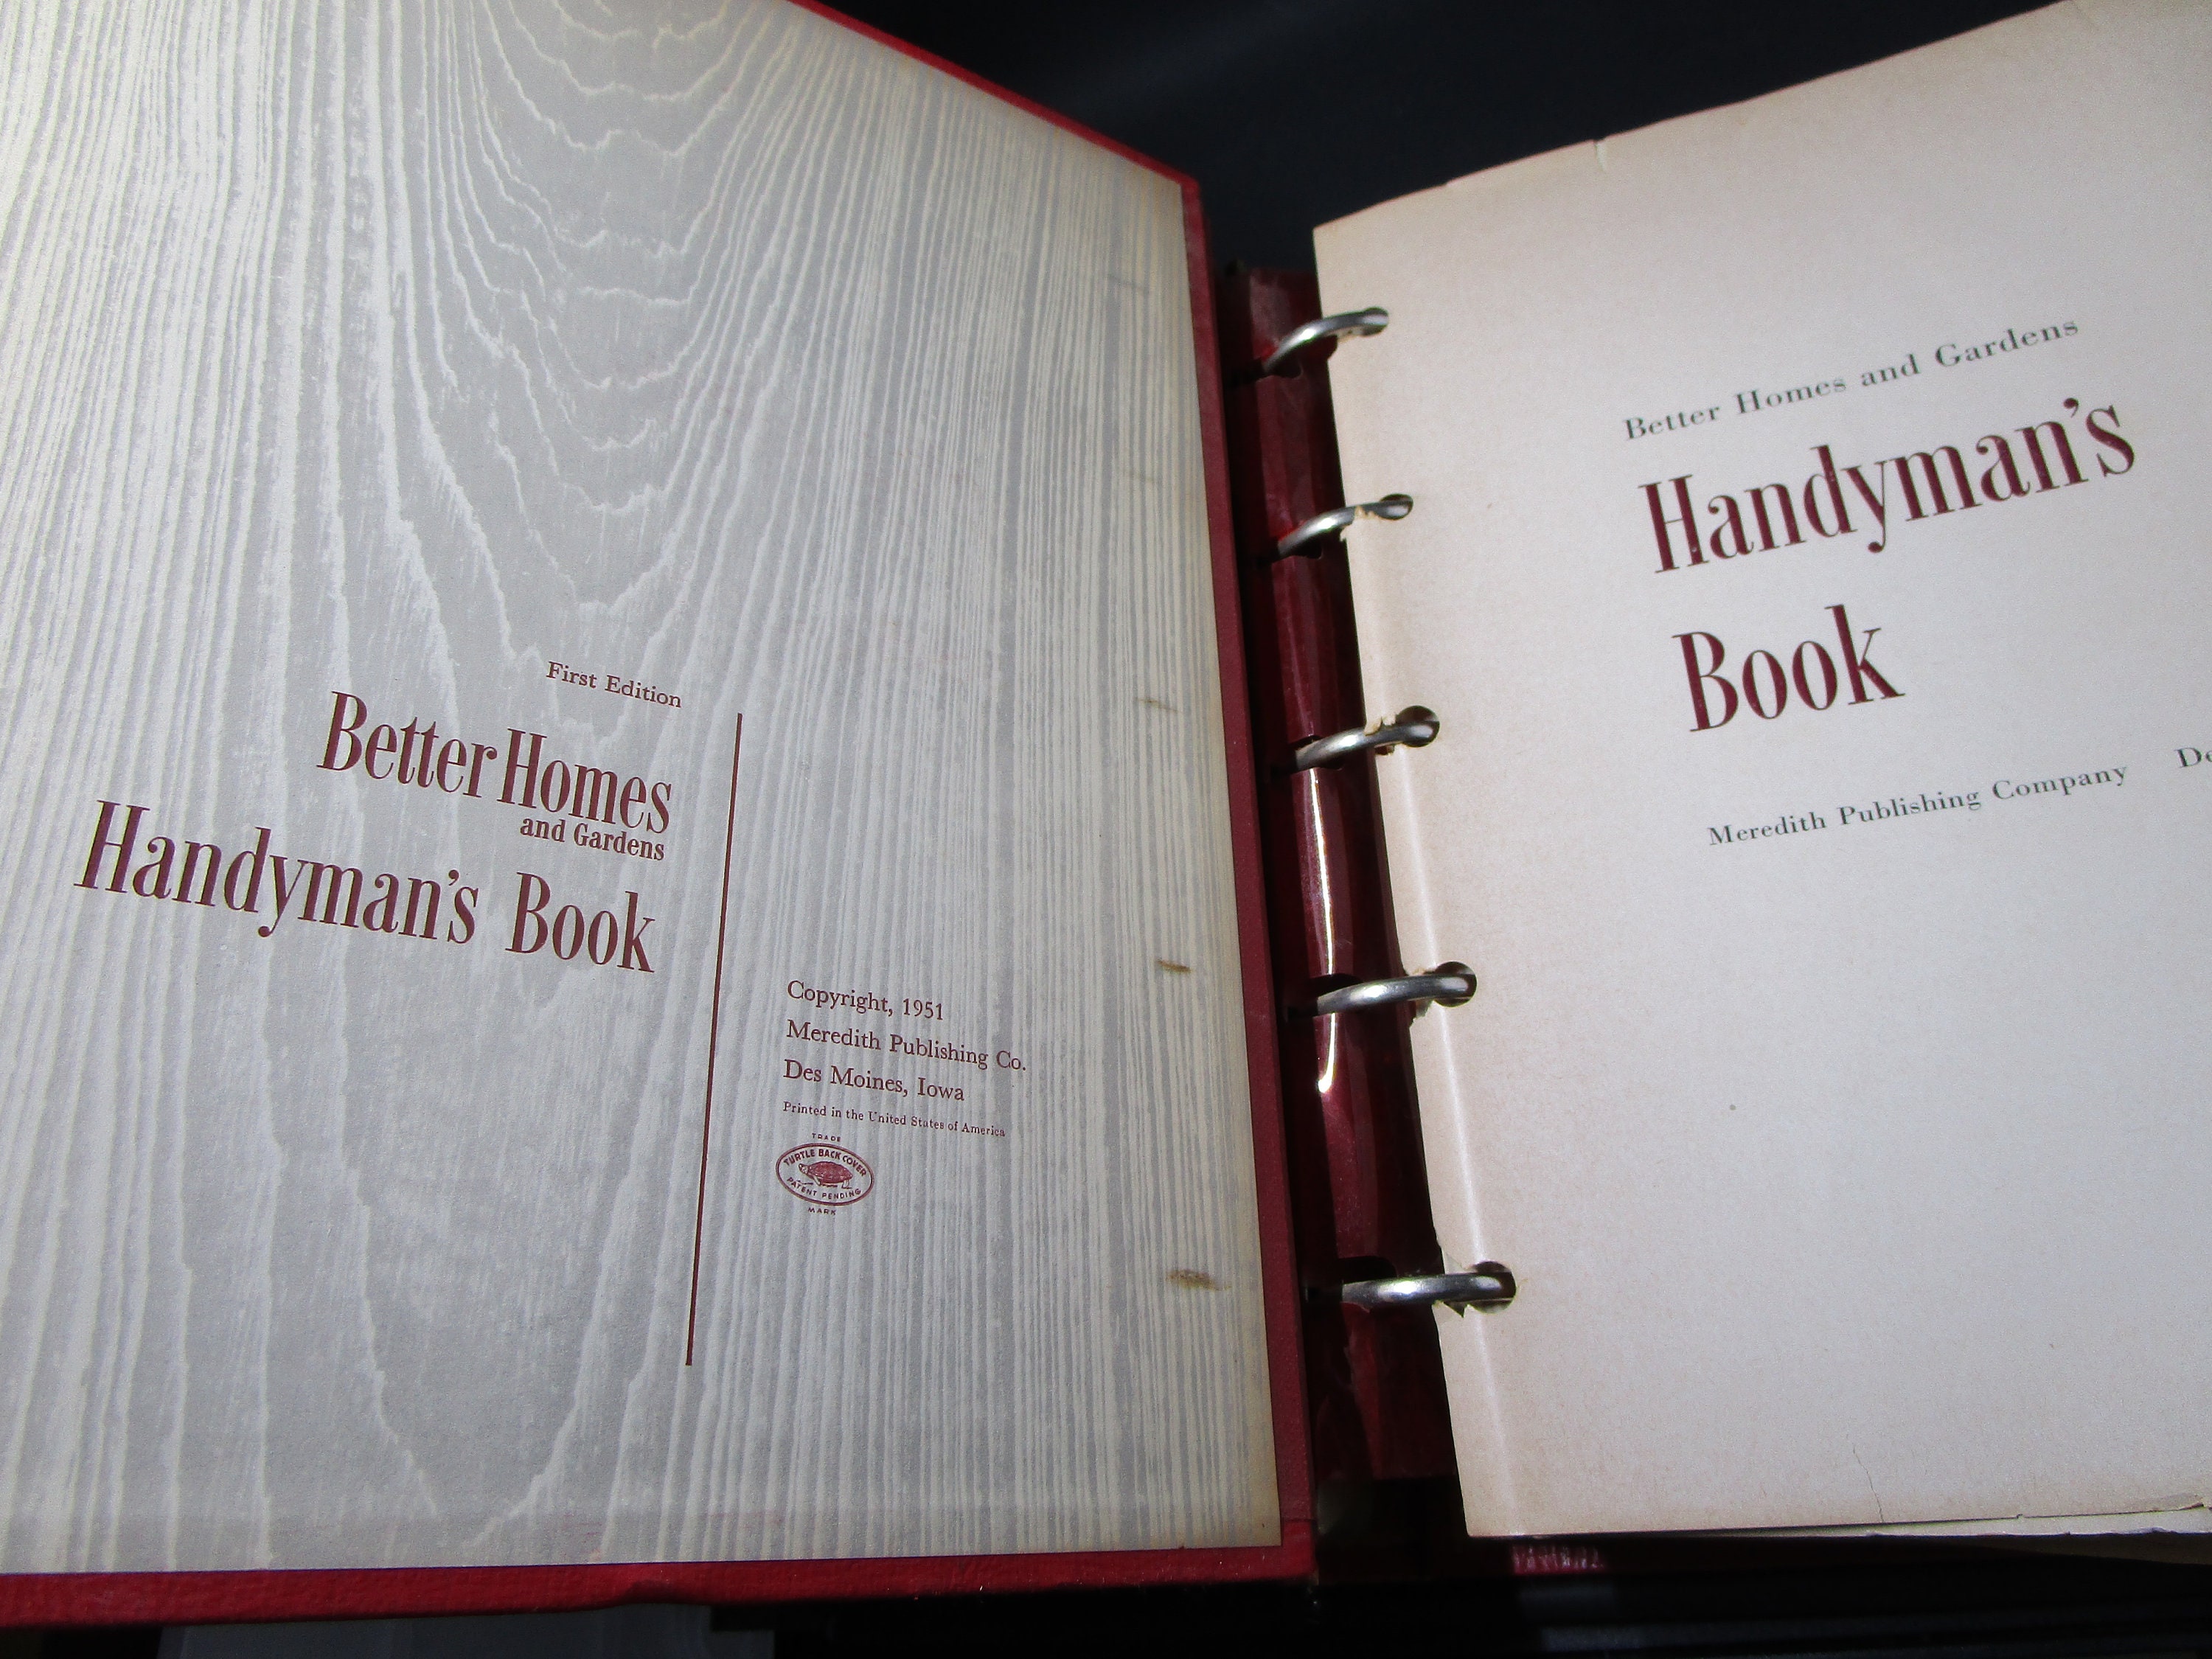 First Edition
Better Homes
and Gardens
Handyman's Book
Copyright, 1951
Meredith Publishing Co.
Des Moines, Iowa
Printed in the United States of America
TRADE
TURTLE BACK COVER
PATENT PENDING
MARK
Better Homes and Gardens
Handyman's
Book
Meredith Publishing Company De